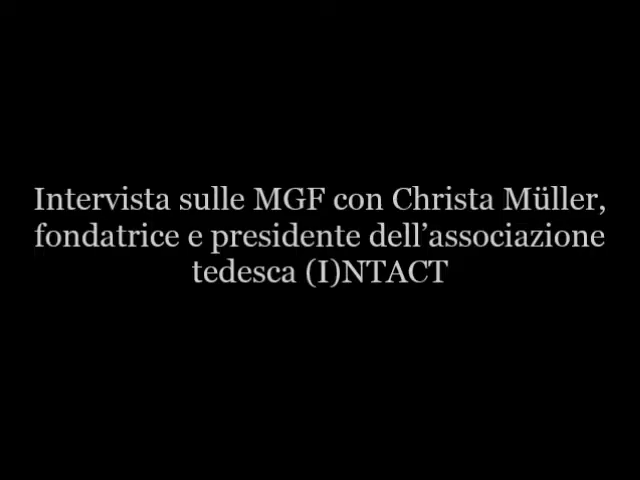 Intervista sulle MGF con Christa Müller,
fondatrice e presidente dell’associazione
tedesca (I)NTACT